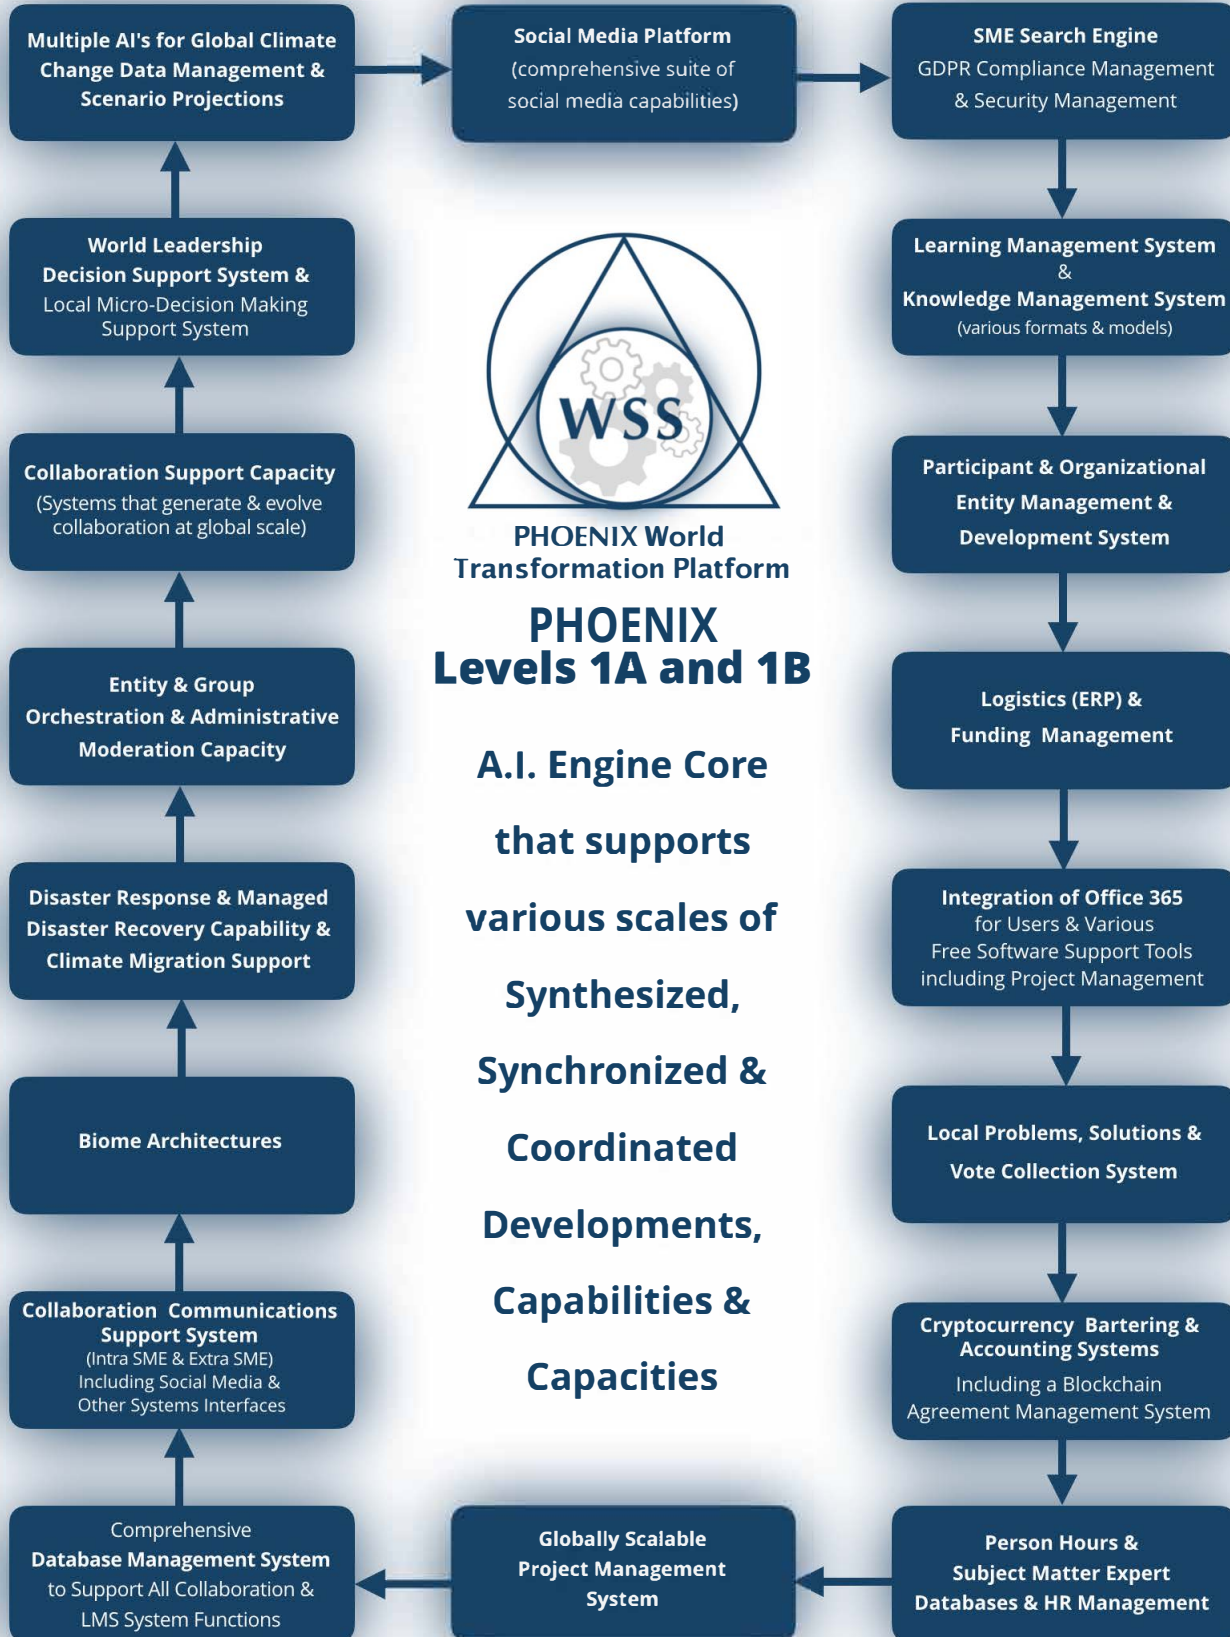 Multiple AI's for Global Climate
Change Data Management &
Scenario Projections
Social Media Platform
(comprehensive suite of
social media capabilities)
SME Search Engine
GDPR Compliance Management
& Security Management
World Leadership
Decision Support System &
Local Micro-Decision Making
Support System
Learning Management System
&
Knowledge Management System
(various formats & models)
WSS
PHOENIX World
Transformation Platform
PHOENIX
Levels 1A and 1B
A.I. Engine Core
that supports
various scales of
Synthesized,
Synchronized &
Coordinated
Developments,
Capabilities &
Capacities
Collaboration Support Capacity
(Systems that generate & evolve
collaboration at global scale)
Participant & Organizational
Entity Management &
Development System
Entity & Group
Orchestration & Administrative
Moderation Capacity
Logistics (ERP) &
Funding Management
Disaster Response & Managed
Disaster Recovery Capability &
Climate Migration Support
Integration of Office 365
for Users & Various
Free Software Support Tools
including Project Management
Biome Architectures
Local Problems, Solutions &
Vote Collection System
Collaboration Communications
Support System
(Intra SME & Extra SME)
Including Social Media &
Other Systems Interfaces
Cryptocurrency Bartering &
Accounting Systems
Including a Blockchain
Agreement Management System
Comprehensive
Database Management System
to Support All Collaboration &
LMS System Functions
Globally Scalable
Project Management
System
Person Hours &
Subject Matter Expert
Databases & HR Management